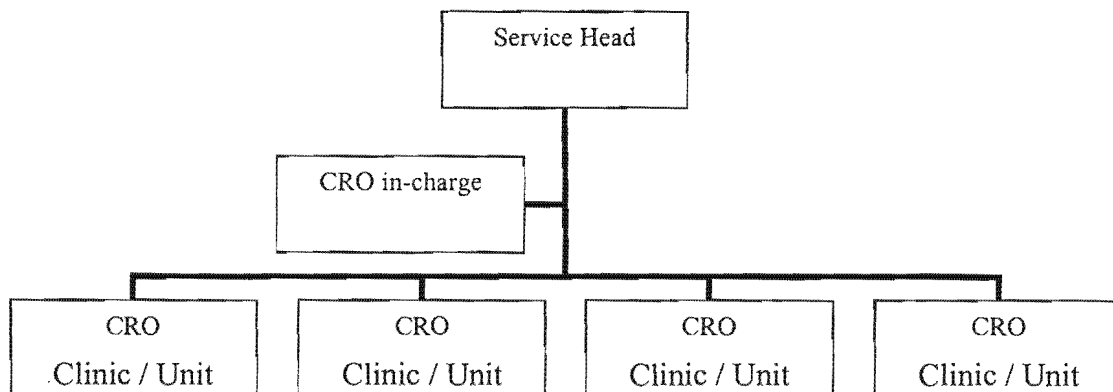 Service Head
CRO in-charge
CRO
Clinic / Unit
CRO
Clinic / Unit
CRO
Clinic / Unit
CRO
Clinic / Unit